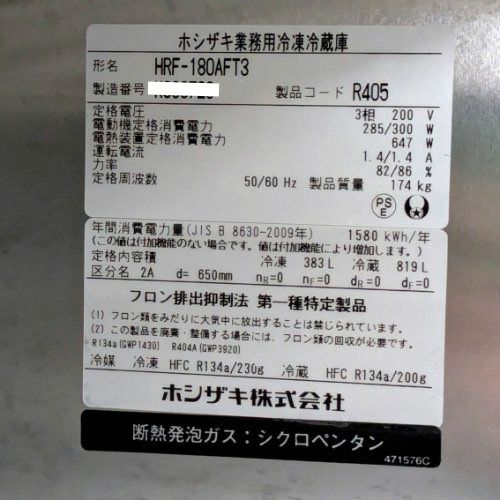 ホシザキ業務用冷凍冷蔵庫
形名 HRF-180AFT3
製造番号 製品コード R405
定格電圧 3相 200 V
電動機定格消費電力 285/300 W
電熱装置定格消費電力 647 W
運転電流 1.4/1.4 A
力率 82/86 %
定格周波数 50/60 Hz 製品質量 174 kg
PS
E
年間消費電力量(JIS B 8630-2009年) 1580 kWh/年
(この値は付加機能のない場合です。値は付加機能により増加します。)
定格内容積 冷凍 383 L 冷蔵 819 L
区分名 2A d= 650mm nR=0 nF=0 dR=0 dF=0
フロン排出抑制法 第一種特定製品
(1) フロン類をみだりに大気中に放出することは禁じられています。
(2) この製品を廃棄・整備する場合には、フロン類の回収が必要です。
R134a(GWP1430) R404A(GWP3920)
冷媒 冷凍 HFC R134a/230g 冷蔵 HFC R134a/200g
ホシザキ株式会社
断熱発泡ガス:シクロペンタン
471576C